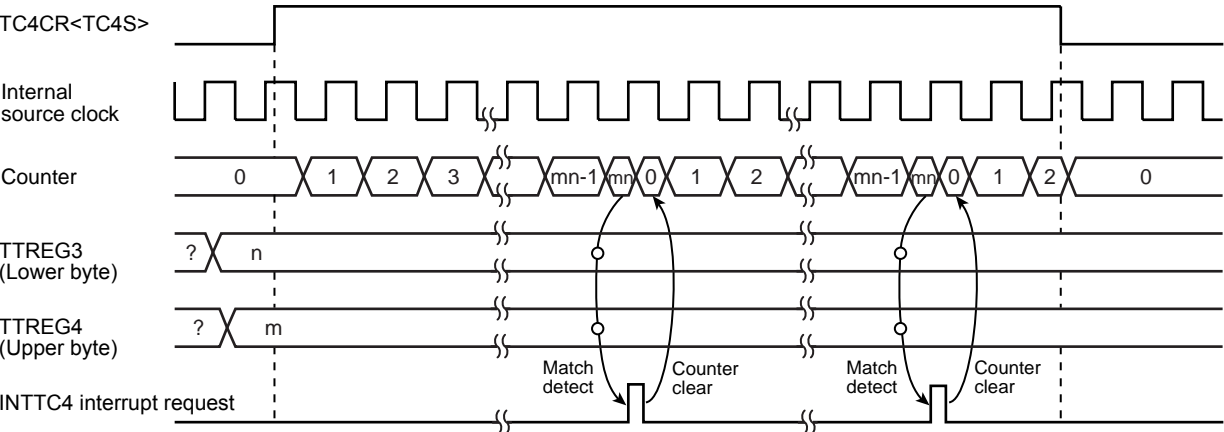 TC4CR<TC4S>
Internal
source clock
Counter
0 1 2 3 mn-1 mn 0 1 2 mn-1 mn 0 1 2 0
TTREG3
(Lower byte)
? n
TTREG4
(Upper byte)
? m
Match
detect
Counter
clear
Match
detect
Counter
clear
INTTC4 interrupt request